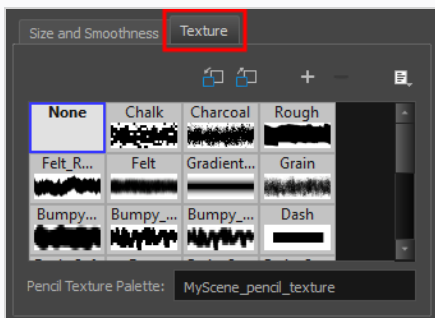 Size and Smoothness Texture
None Chalk Charcoal Rough
Felt_R... Felt Gradient... Grain
Bumpy... Bumpy_... Bumpy_... Dash
Pencil Texture Palette: MyScene_pencil_texture